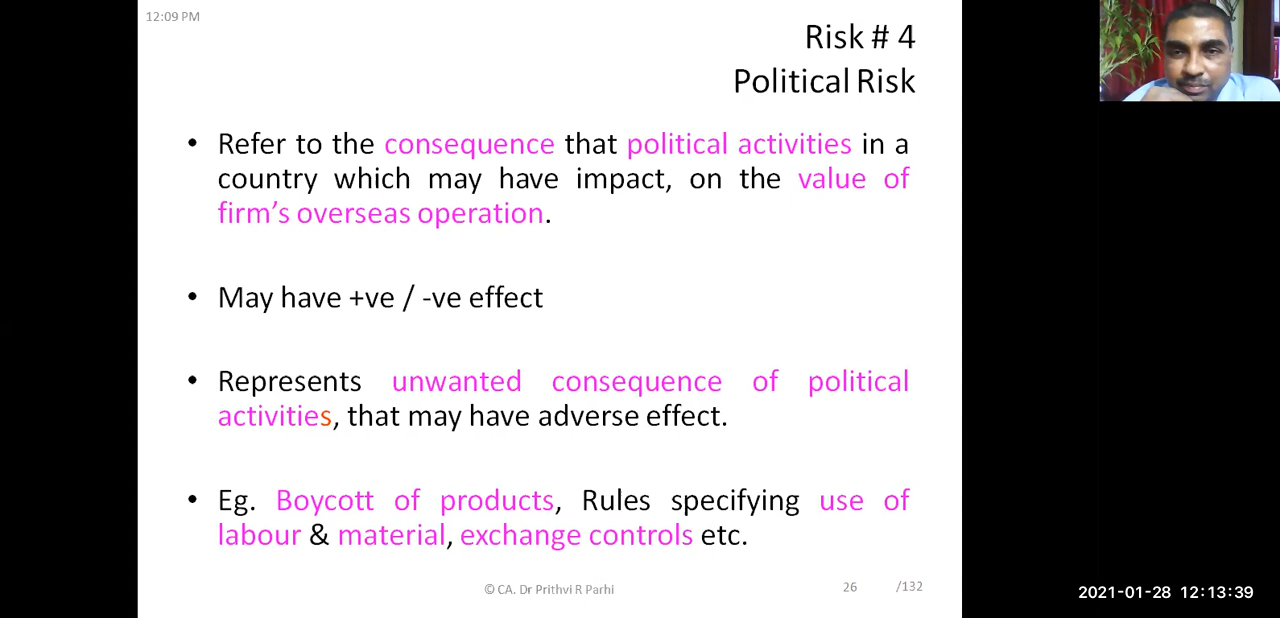 12:09 PM
Risk # 4
Political Risk
• Refer to the consequence that political activities in a
country which may have impact, on the value of
firm’s overseas operation.
• May have +ve / -ve effect
• Represents unwanted consequence of political
activities, that may have adverse effect.
• Eg. Boycott of products, Rules specifying use of
labour & material, exchange controls etc.
© CA. Dr Prithvi R Parhi 26 /132
2021-01-28 12:13:39